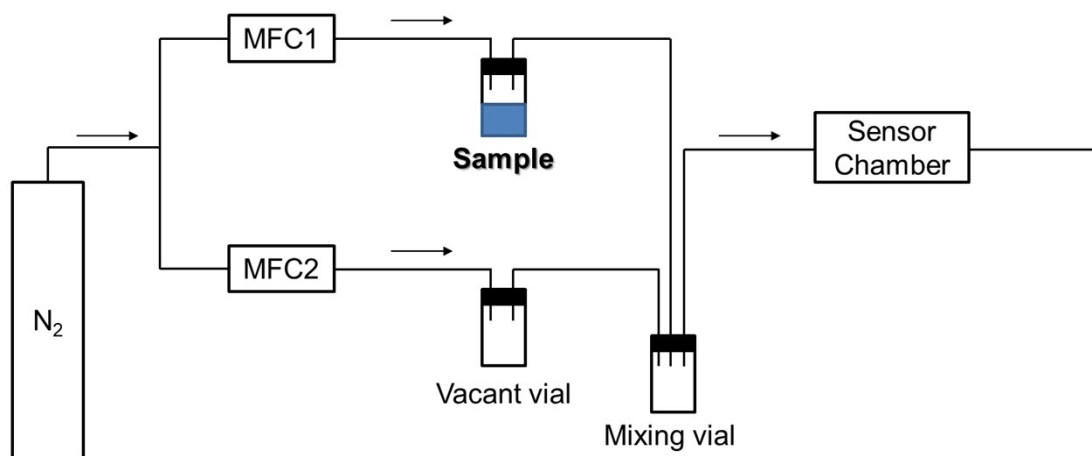 MFC1
Sample
Sensor
Chamber
MFC2
N₂
Vacant vial
Mixing vial